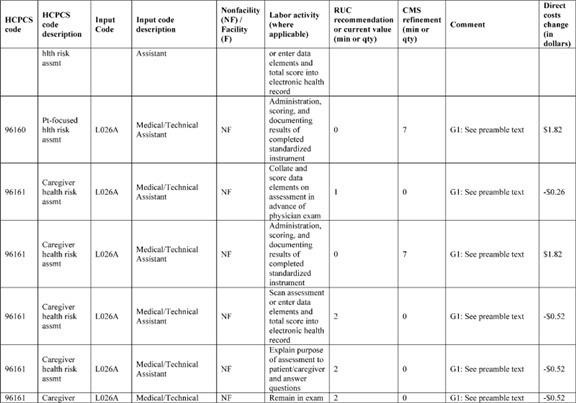 HCPCS code | HCPCS code description | Input Code | Input code description | Nonfacility (NF) / Facility (F) | Labor activity (where applicable) | RUC recommendation or current value (min or qty) | CMS refinement (min or qty) | Comment | Direct costs change (in dollars)
hlth risk assmt | Assistant | or enter data elements and total score into electronic health record
96160 | Pt-focused hlth risk assmt | L026A | Medical/Technical Assistant | NF | Administration, scoring, and documenting results of completed standardized instrument | 0 | 7 | G1: See preamble text | $1.82
96161 | Caregiver health risk assmt | L026A | Medical/Technical Assistant | NF | Collate and score data elements on assessment in advance of physician exam | 1 | 0 | G1: See preamble text | -$0.26
96161 | Caregiver health risk assmt | L026A | Medical/Technical Assistant | NF | Administration, scoring, and documenting results of completed standardized instrument | 0 | 7 | G1: See preamble text | $1.82
96161 | Caregiver health risk assmt | L026A | Medical/Technical Assistant | NF | Scan assessment or enter data elements and total score into electronic health record | 2 | 0 | G1: See preamble text | -$0.52
96161 | Caregiver health risk assmt | L026A | Medical/Technical Assistant | NF | Explain purpose of assessment to patient/caregiver and answer questions | 2 | 0 | G1: See preamble text | -$0.52
96161 | Caregiver | L026A | Medical/Technical | NF | Remain in exam | 2 | 0 | G1: See preamble text | -$0.52